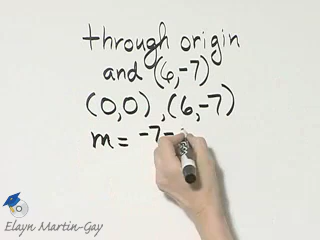 through origin
and (6,-7)
(0,0), (6,-7)
m = -7-
Elayn Martin-Gay